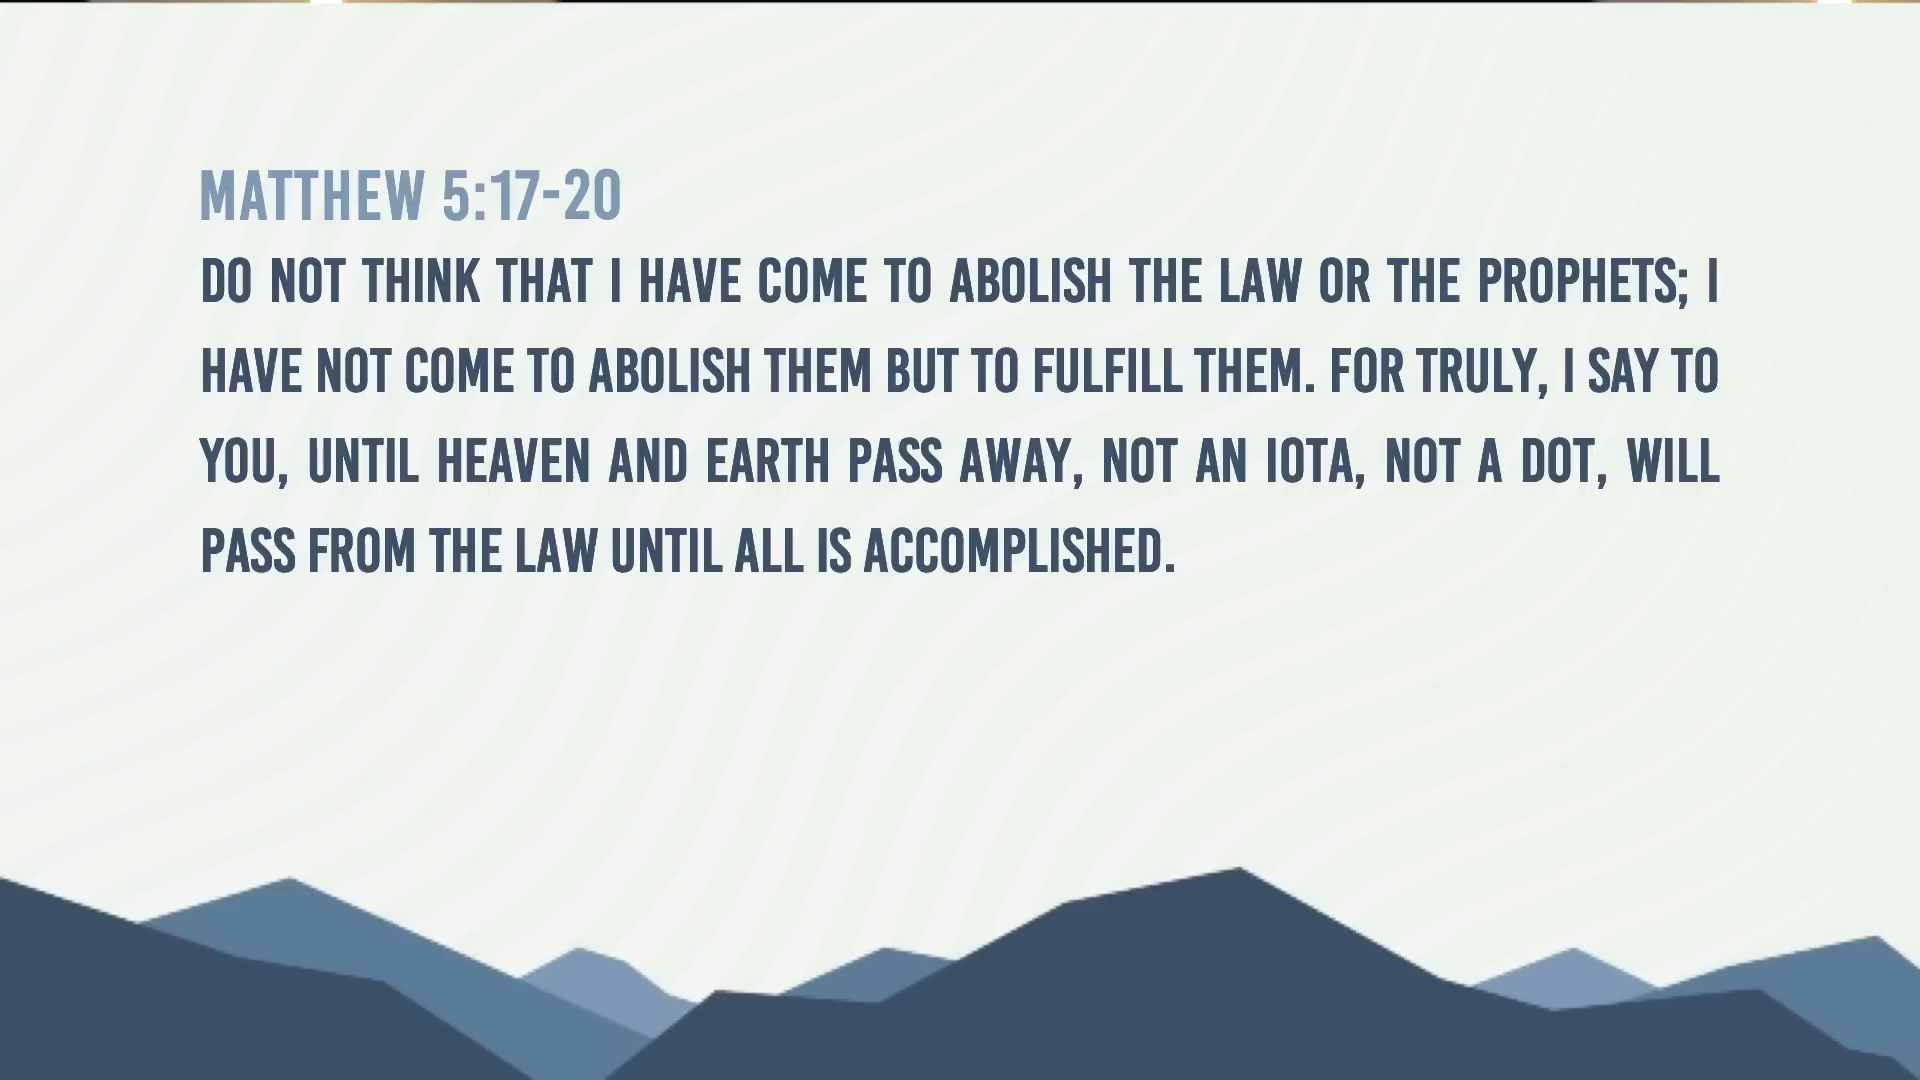 MATTHEW 5:17-20
DO NOT THINK THAT I HAVE COME TO ABOLISH THE LAW OR THE PROPHETS; I
HAVE NOT COME TO ABOLISH THEM BUT TO FULFILL THEM. FOR TRULY, I SAY TO
YOU, UNTIL HEAVEN AND EARTH PASS AWAY, NOT AN IOTA, NOT A DOT, WILL
PASS FROM THE LAW UNTIL ALL IS ACCOMPLISHED.